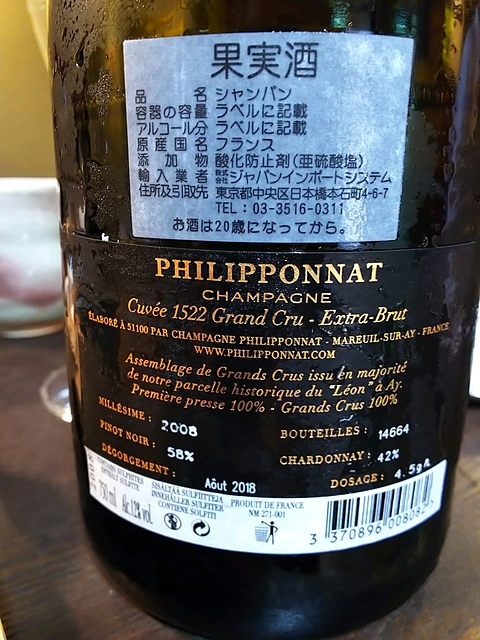 果実酒
品 名 シャンパン
容器の容量 ラベルに記載
アルコール分 ラベルに記載
原産国名 フランス
添加物 酸化防止剤(亜硫酸塩)
輸入業者 株式会社ジャパンインポートシステム
住所及引取先 東京都中央区日本橋本石町4-6-7
TEL:03-3516-0311
お酒は20歳になってから。
PHILIPPONNAT
CHAMPAGNE
Cuvée 1522 Grand Cru - Extra-Brut
ÉLABORÉ À 51100 PAR CHAMPAGNE PHILIPPONNAT - MAREUIL-SUR-AY - FRANCE
WWW.PHILIPPONNAT.COM
Assemblage de Grands Crus issu en majorité
de notre parcelle historique du "Léon" à Ay.
Première presse 100% - Grands Crus 100%
MILLÉSIME : 2008
BOUTEILLES : 14664
PINOT NOIR : 58%
CHARDONNAY : 42%
DÉGORGEMENT : Août 2018
DOSAGE : 4.5g/l
CONTAINS SULPHITES
750 ml Alc.12% vol.
SISÄLTÄÄ SULFIITTEJA
INNEHÅLLER SULFITER
CONTIENE SOLFITI
PRODUIT DE FRANCE
NM 271-001
3 370896 008082